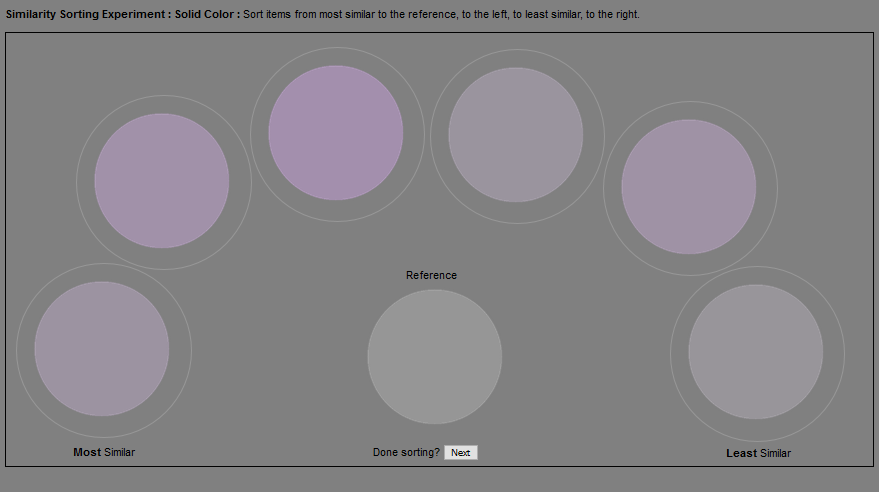 Similarity Sorting Experiment : Solid Color : Sort items from most similar to the reference, to the left, to least similar, to the right.
Reference
Most Similar
Done sorting? Next
Least Similar